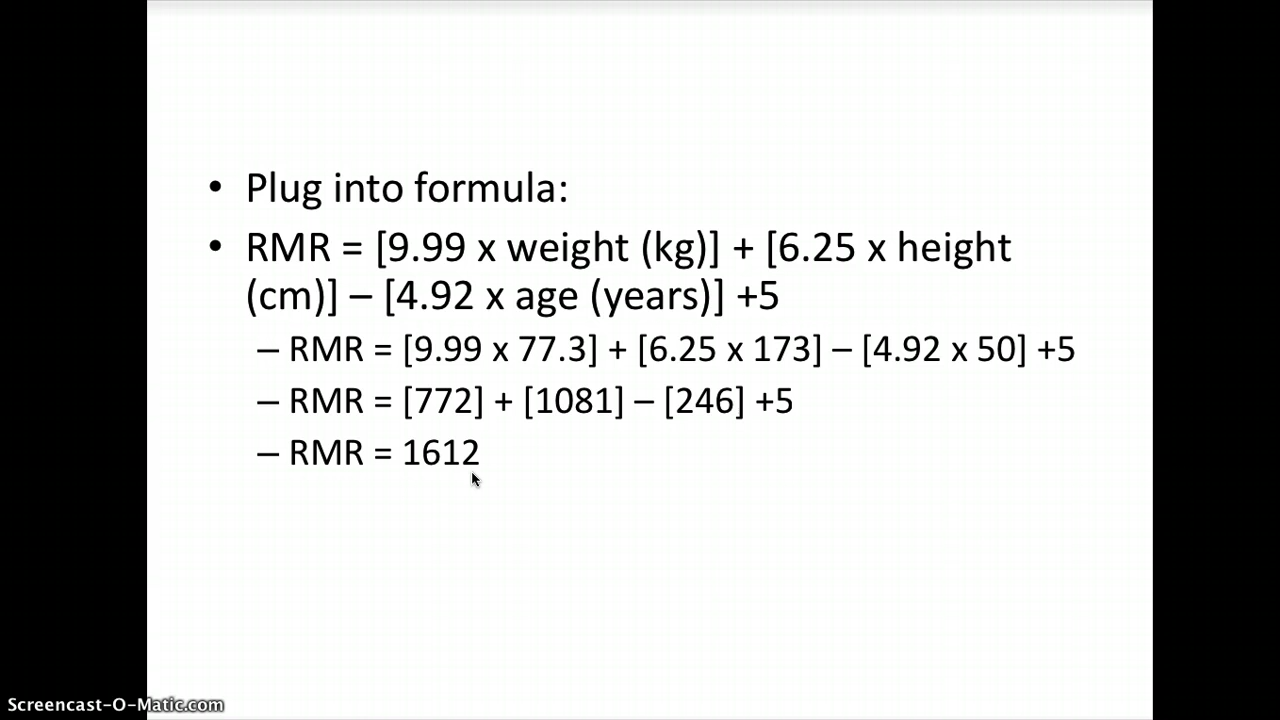 • Plug into formula:
• RMR = [9.99 x weight (kg)] + [6.25 x height
(cm)] – [4.92 x age (years)] +5
– RMR = [9.99 x 77.3] + [6.25 x 173] – [4.92 x 50] +5
– RMR = [772] + [1081] – [246] +5
– RMR = 1612
Screencast-O-Matic.com